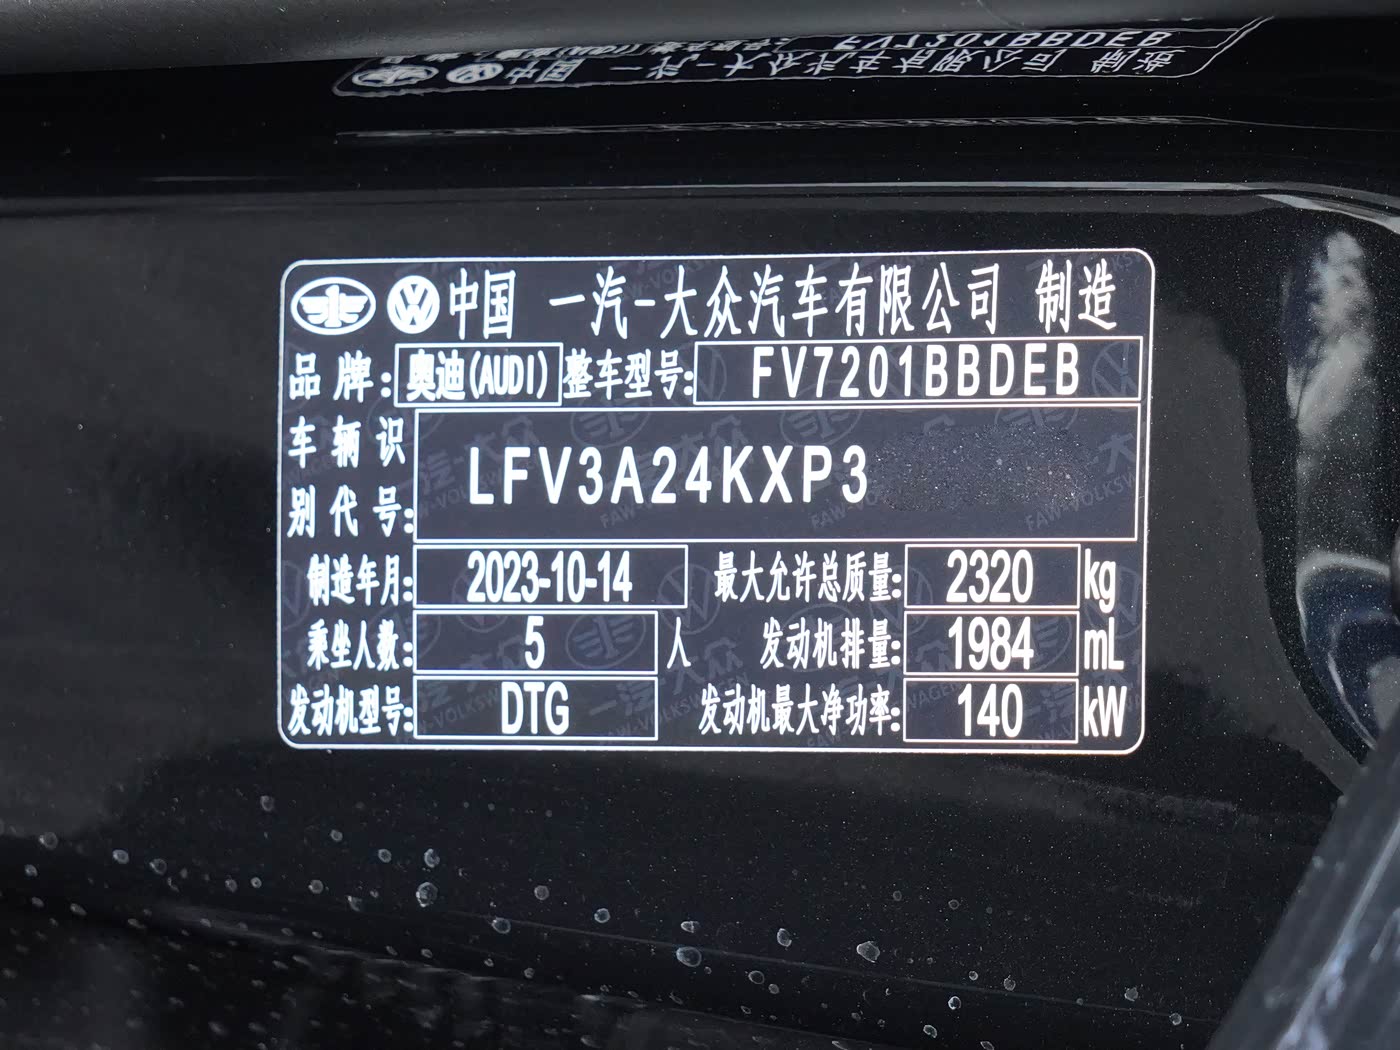 中国 一汽-大众汽车有限公司 制造
品牌: 奥迪(AUDI) 整车型号: FV7201BBDEB
车辆识别代号: LFV3A24KXP3
制造年月: 2023-10-14 最大允许总质量: 2320 kg
乘坐人数: 5 人 发动机排量: 1984 mL
发动机型号: DTG 发动机最大净功率: 140 kW